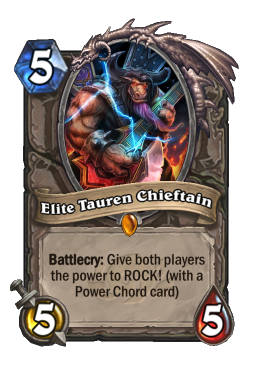 5
Elite Tauren Chieftain
Battlecry: Give both players
the power to ROCK! (with a
Power Chord card)
5
5